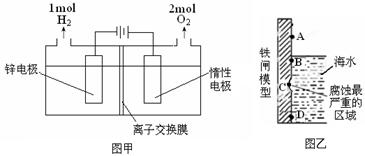 1mol
H2
2mol
O2
锌电极
惰性
电极
离子交换膜
图甲
铁闸模型
A
B
C
D
海水
腐蚀最
严重的
区域
图乙